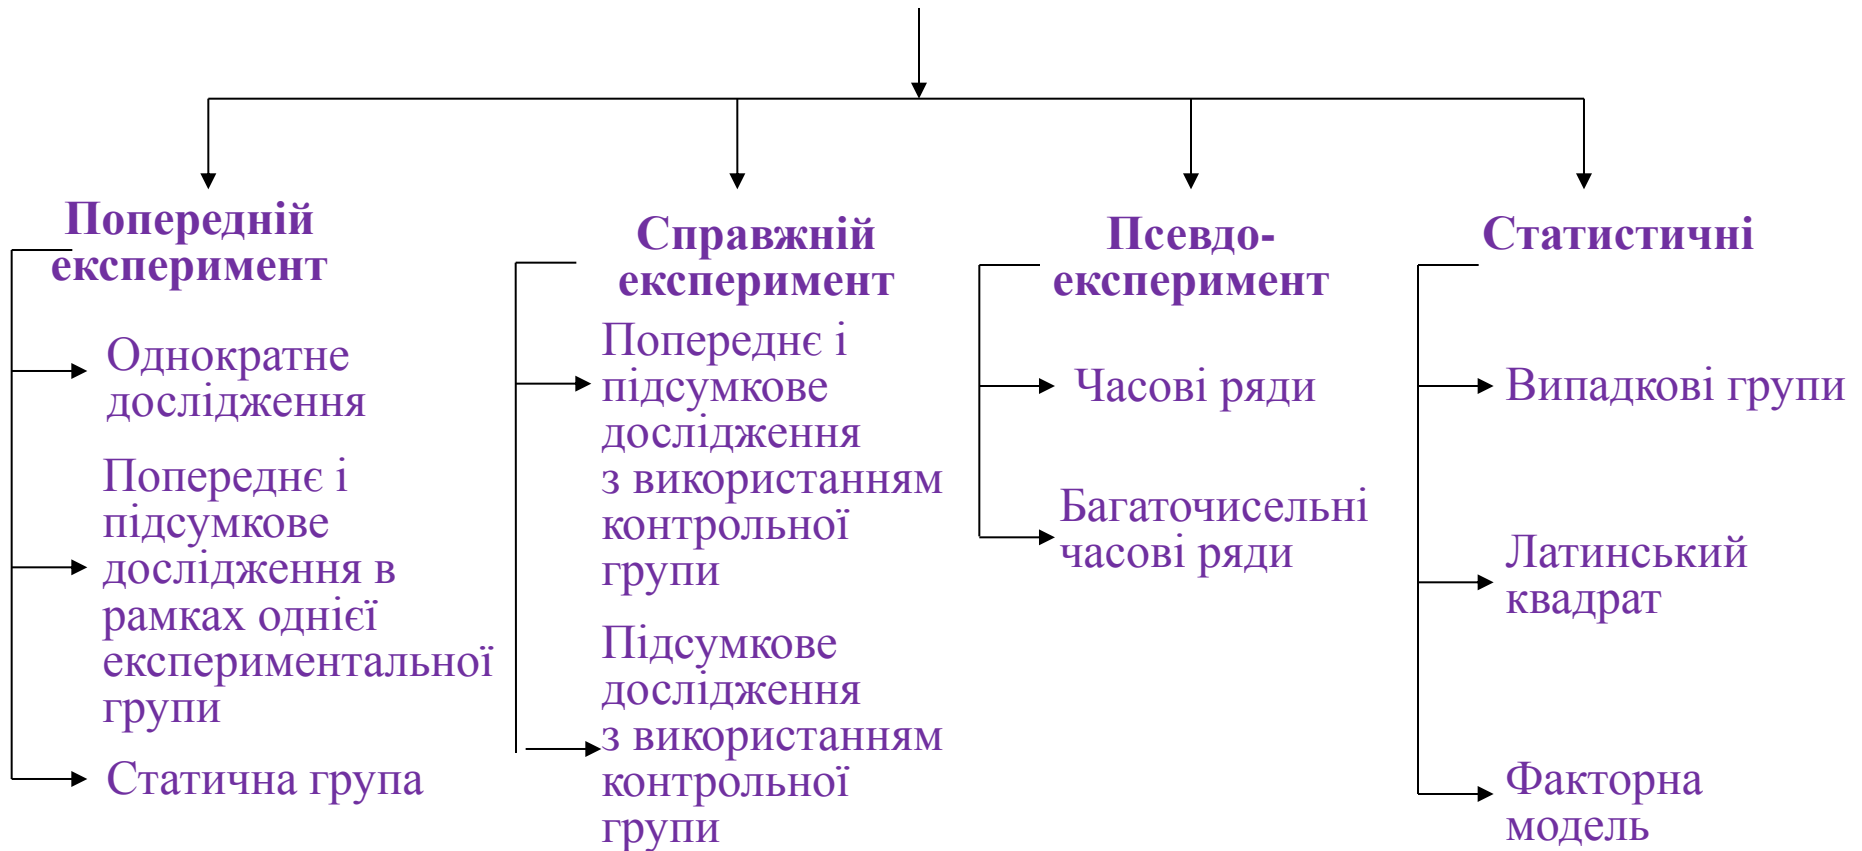 Попередній
експеримент
Однократне
дослідження
Попереднє і
підсумкове
дослідження в
рамках однієї
експериментальної
групи
Статична група
Справжній
експеримент
Попереднє і
підсумкове
дослідження
з використанням
контрольної
групи
Підсумкове
дослідження
з використанням
контрольної
групи
Псевдо-
експеримент
Часові ряди
Багаточисельні
часові ряди
Статистичні
Випадкові групи
Латинський
квадрат
Факторна
модель